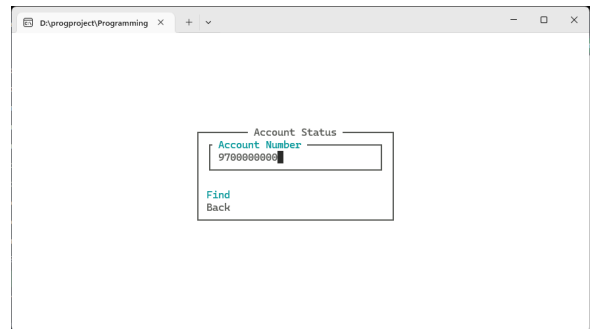 D:\progproject\Programming
Account Status
Account Number
9700000000
Find
Back